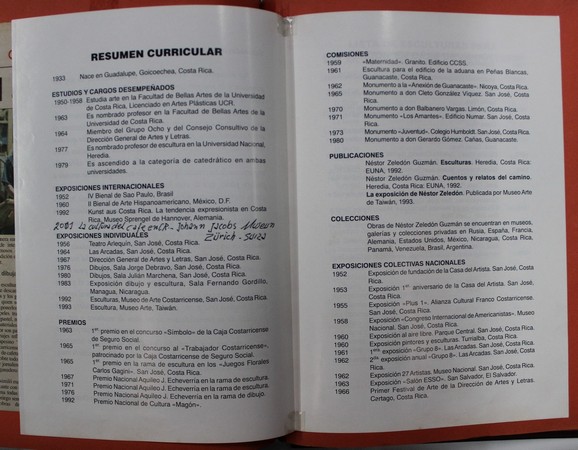 RESUMEN CURRICULAR
1933 Nace en Guadalupe, Goicoechea, Costa Rica.
ESTUDIOS Y CARGOS DESEMPEÑADOS
1950-1958 Estudia arte en la Facultad de Bellas Artes de la Universidad
de Costa Rica, Licenciado en Artes Plásticas UCR.
1963 Es nombrado profesor en la Facultad de Bellas Artes de la
Universidad de Costa Rica.
1964 Miembro del Grupo Ocho y del Consejo Consultivo de la
Dirección General de Artes y Letras.
1977 Es nombrado profesor de escultura en la Universidad Nacional,
Heredia.
1979 Es ascendido a la categoría de catedrático en ambas
universidades.
EXPOSICIONES INTERNACIONALES
1952 IV Bienal de Sao Paulo, Brasil
1960 II Bienal de Arte Hispanoamericano, México, D.F.
1992 Kunst aus Costa Rica. La tendencia expresionista en Costa
Rica. Museo Sprengel de Hannover, Alemania.
2001 La cultura del café en CR - Johann Jacobs Museum
Zürich - Suiza
EXPOSICIONES INDIVIDUALES
1956 Teatro Arlequín, San José, Costa Rica.
1964 Las Arcadas, San José, Costa Rica.
1967 Dirección General de Artes y Letras, San José, Costa Rica.
1976 Dibujos, Sala Jorge Debravo, San José, Costa Rica.
1980 Dibujos, Sala Julián Marchena, San José, Costa Rica.
1983 Exposición dibujo y escultura, Sala Fernando Gordillo,
Managua, Nicaragua.
1992 Esculturas, Museo de Arte Costarricense, San José, Costa Rica.
1993 Esculturas, Museo Arte, Taiwán.
PREMIOS
1963 1er premio en el concurso «Símbolo» de la Caja Costarricense
de Seguro Social.
1965 1er premio en el concurso al «Trabajador Costarricense»,
patrocinado por la Caja Costarricense de Seguro Social.
1965 1er premio en la rama de escultura en los «Juegos Florales
Carlos Gagini». San José, Costa Rica.
1967 Premio Nacional Aquileo J. Echeverría en la rama de escultura.
1971 Premio Nacional Aquileo J. Echeverría en la rama de escultura.
1976 Premio Nacional Aquileo J. Echeverría en la rama de dibujo.
1992 Premio Nacional de Cultura «Magón».
COMISIONES
1959 «Maternidad». Granito. Edificio CCSS.
1961 Escultura para el edificio de la aduana en Peñas Blancas,
Guanacaste, Costa Rica.
1962 Monumento a la «Anexión de Guanacaste». Nicoya, Costa Rica.
1965 Monumento a don Cleto González Víquez. San José, Costa
Rica.
1970 Monumento a don Balbanero Vargas. Limón, Costa Rica.
1971 Monumento «Los Amantes». Edificio Numar. San José, Costa
Rica.
1973 Monumento «Juventud». Colegio Humboldt. San José, Costa Rica.
1980 Monumento a don Gerardo Gómez. Cañas, Guanacaste.
PUBLICACIONES
Néstor Zeledón Guzmán. Esculturas. Heredia, Costa Rica:
EUNA, 1992.
Néstor Zeledón Guzmán. Cuentos y relatos del camino.
Heredia, Costa Rica: EUNA, 1992.
La exposición de Néstor Zeledón. Publicada por Museo Arte
de Taiwán, 1993.
COLECCIONES
Obras de Néstor Zeledón Guzmán se encuentran en museos,
galerías y colecciones privadas en Rusia, España, Francia,
Alemania, Estados Unidos, México, Nicaragua, Costa Rica,
Panamá, Venezuela, Brasil, Argentina.
EXPOSICIONES COLECTIVAS NACIONALES
1952 Exposición de fundación de la Casa del Artista. San José, Costa
Rica.
1953 Exposición 1er aniversario de la Casa del Artista. San José,
Costa Rica.
1955 Exposición «Plus 1». Alianza Cultural Franco Costarricense.
San José, Costa Rica.
1958 Exposición «Congreso Internacional de Americanistas». Museo
Nacional. San José, Costa Rica.
1960 Exposición al aire libre. Parque Central. San José, Costa Rica.
1960 Exposición pintores y escultores. Turrialba, Costa Rica.
1961 1era exposición «Grupo 8». Las Arcadas. San José, Costa Rica.
1962 2da exposición anual «Grupo 8». Las Arcadas. San José, Costa
Rica.
1962 Exposición 27 Artistas. Museo Nacional. San José, Costa Rica.
1963 Exposición «Salón ESSO». San Salvador, El Salvador.
1966 Primer Festival de Arte de la Dirección de Artes y Letras.
Cartago, Costa Rica.